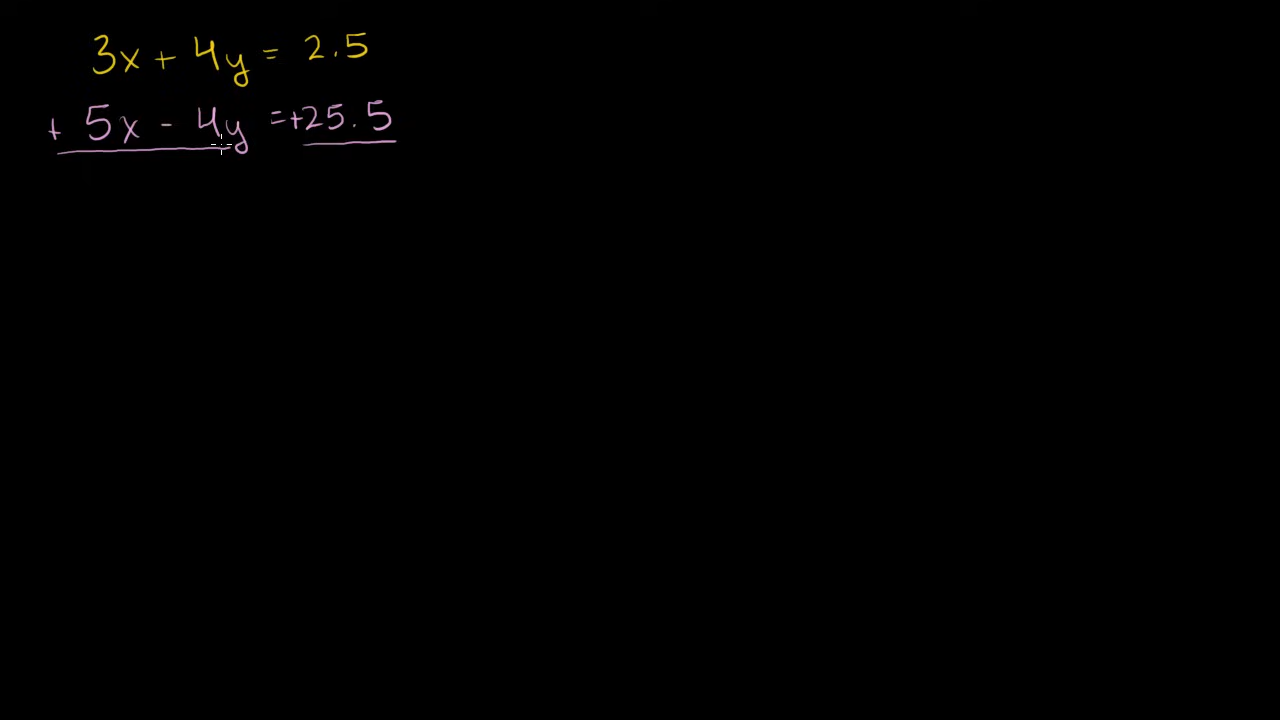 3x + 4y = 2.5
+ 5x - 4y = +25.5